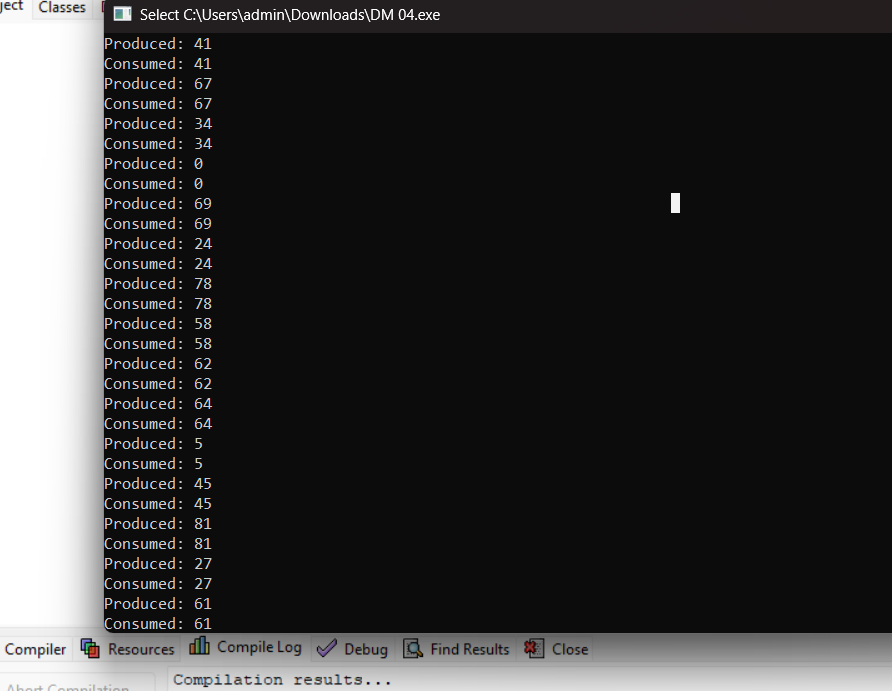 ject Classes
Select C:\Users\admin\Downloads\DM 04.exe
Produced: 41
Consumed: 41
Produced: 67
Consumed: 67
Produced: 34
Consumed: 34
Produced: 0
Consumed: 0
Produced: 69
Consumed: 69
Produced: 24
Consumed: 24
Produced: 78
Consumed: 78
Produced: 58
Consumed: 58
Produced: 62
Consumed: 62
Produced: 64
Consumed: 64
Produced: 5
Consumed: 5
Produced: 45
Consumed: 45
Produced: 81
Consumed: 81
Produced: 27
Consumed: 27
Produced: 61
Consumed: 61
Compiler Resources Compile Log Debug Find Results Close
Abort Compilation
Compilation results...